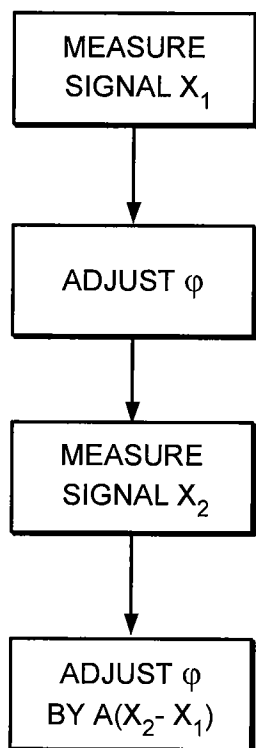 MEASURE
SIGNAL X₁
ADJUST φ
MEASURE
SIGNAL X₂
ADJUST φ
BY A(X₂- X₁)